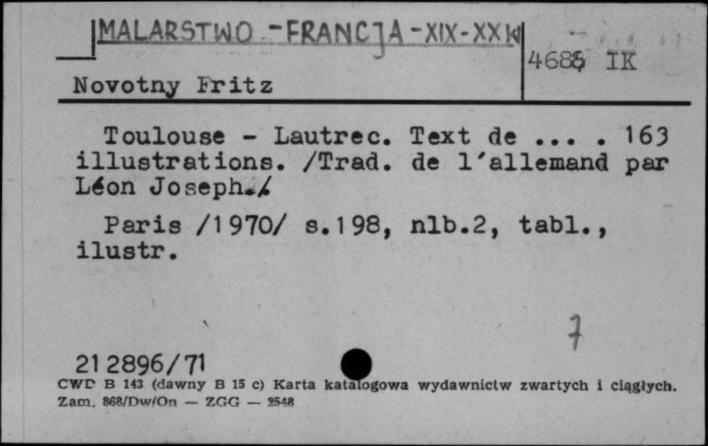 MALARSTWO - FRANCJA - XIX-XX W
IK
Novotny Fritz
Toulouse - Lautrec. Text de ... . 163
illustrations. /Trad. de l'allemand par
Léon Joseph./
Paris /1970/ s.198, nlb.2, tabl.,
ilustr.
7
212896/71
CWD B 143 (dawny B 15 c) Karta katalogowa wydawnictw zwartych i ciągłych.
Zam. 868/Dw/On — ZGG — 2548